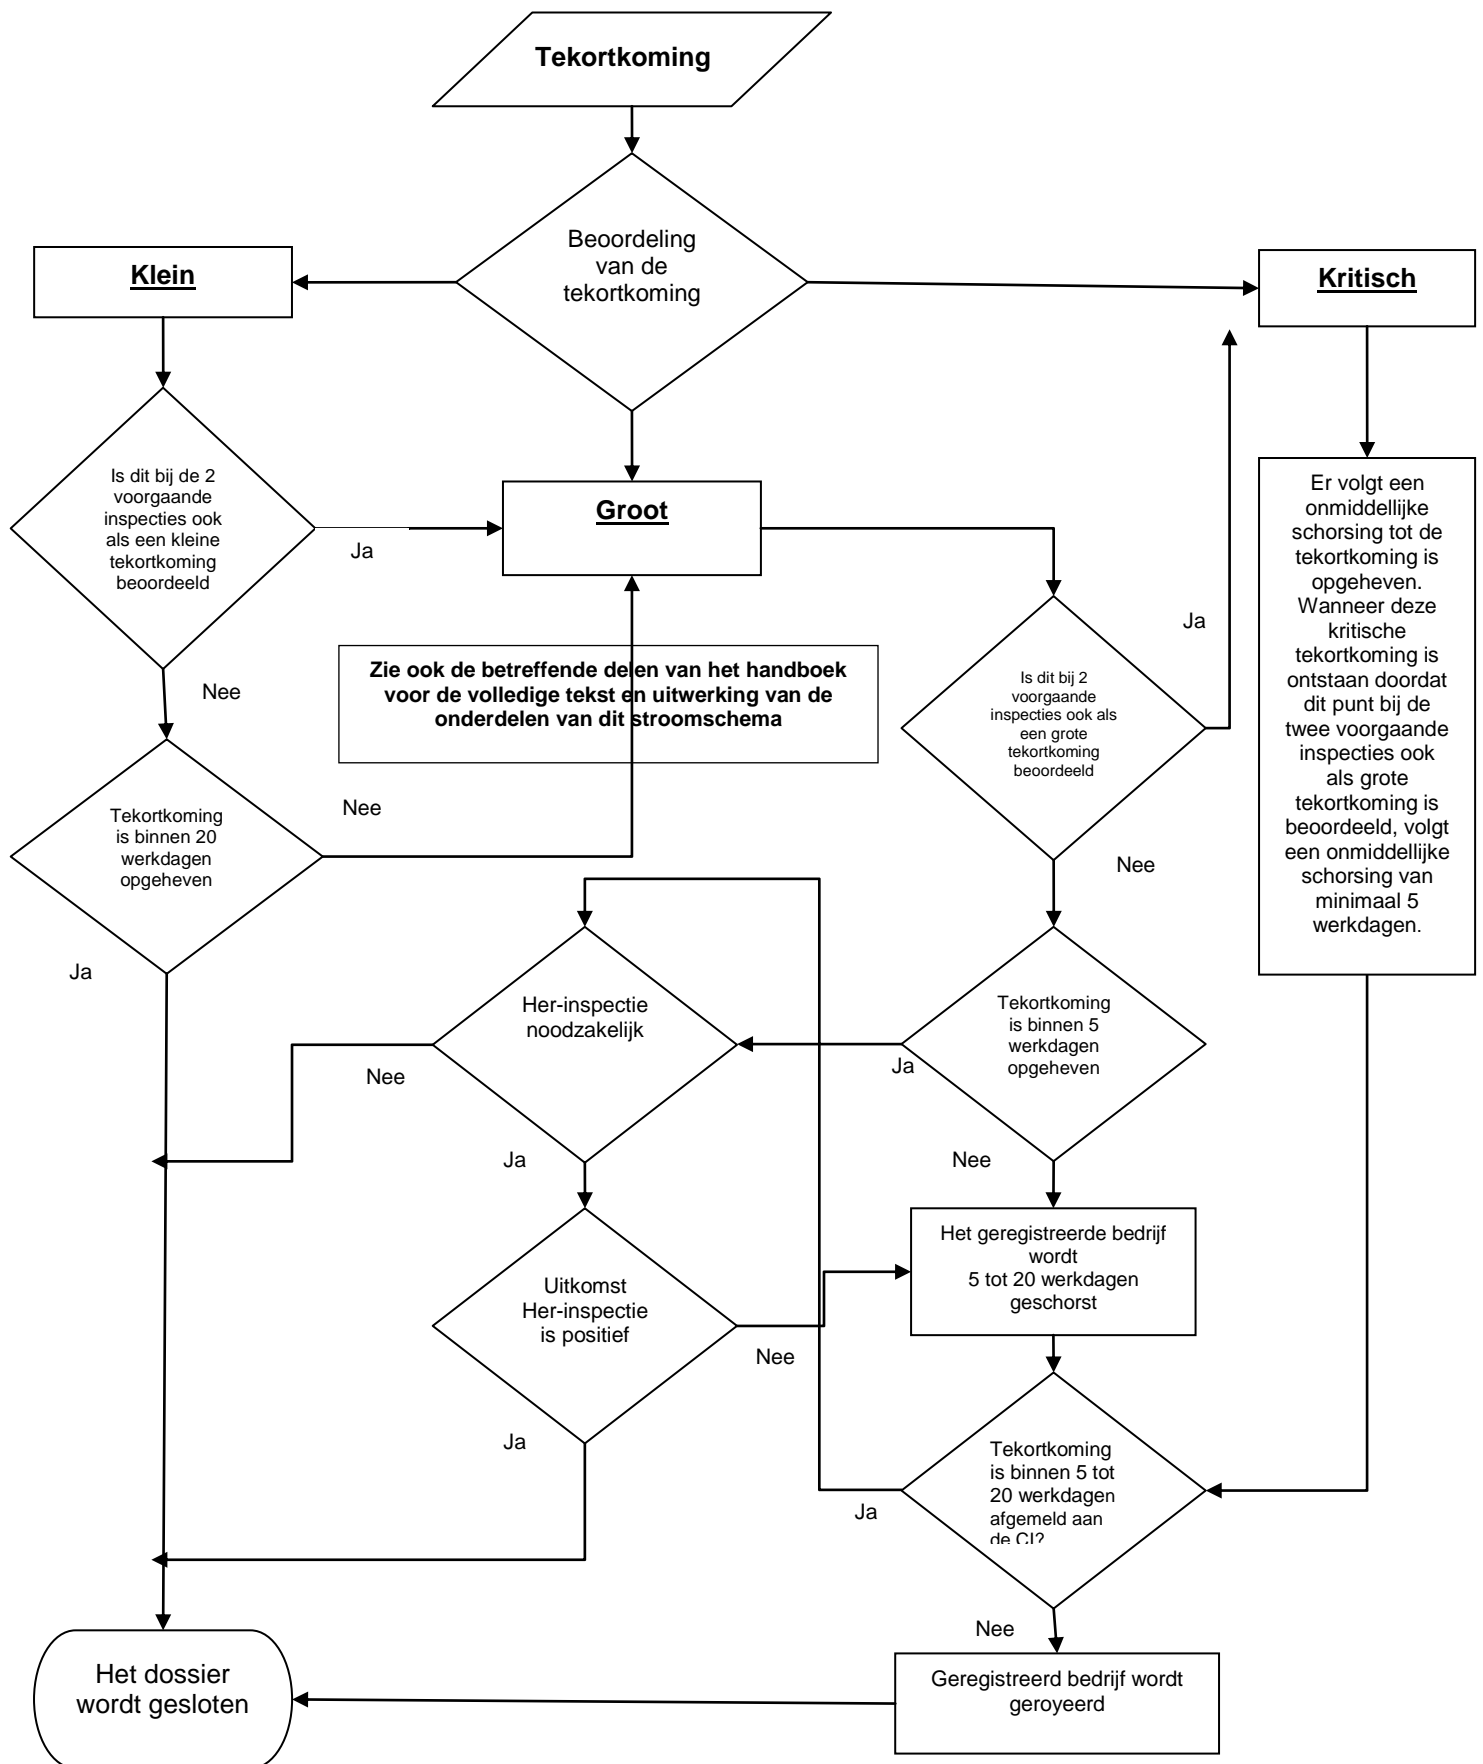 Tekortkoming
Beoordeling
van de
tekortkoming
Klein
Kritisch
Is dit bij de 2
voorgaande
inspecties ook
als een kleine
tekortkoming
beoordeeld
Ja
Groot
Er volgt een
onmiddellijke
schorsing tot de
tekortkoming is
opgeheven.
Wanneer deze
kritische
tekortkoming is
ontstaan doordat
dit punt bij de
twee voorgaande
inspecties ook
als grote
tekortkoming is
beoordeeld, volgt
een onmiddellijke
schorsing van
minimaal 5
werkdagen.
Ja
Nee
Zie ook de betreffende delen van het handboek
voor de volledige tekst en uitwerking van de
onderdelen van dit stroomschema
Is dit bij 2
voorgaande
inspecties ook als
een grote
tekortkoming
beoordeeld
Tekortkoming
is binnen 20
werkdagen
opgeheven
Nee
Nee
Ja
Her-inspectie
noodzakelijk
Tekortkoming
is binnen 5
werkdagen
opgeheven
Nee
Ja
Ja
Nee
Het geregistreerde bedrijf
wordt
5 tot 20 werkdagen
geschorst
Uitkomst
Her-inspectie
is positief
Nee
Ja
Tekortkoming
is binnen 5 tot
20 werkdagen
afgemeld aan
de CI?
Ja
Nee
Het dossier
wordt gesloten
Geregistreerd bedrijf wordt
geroyeerd